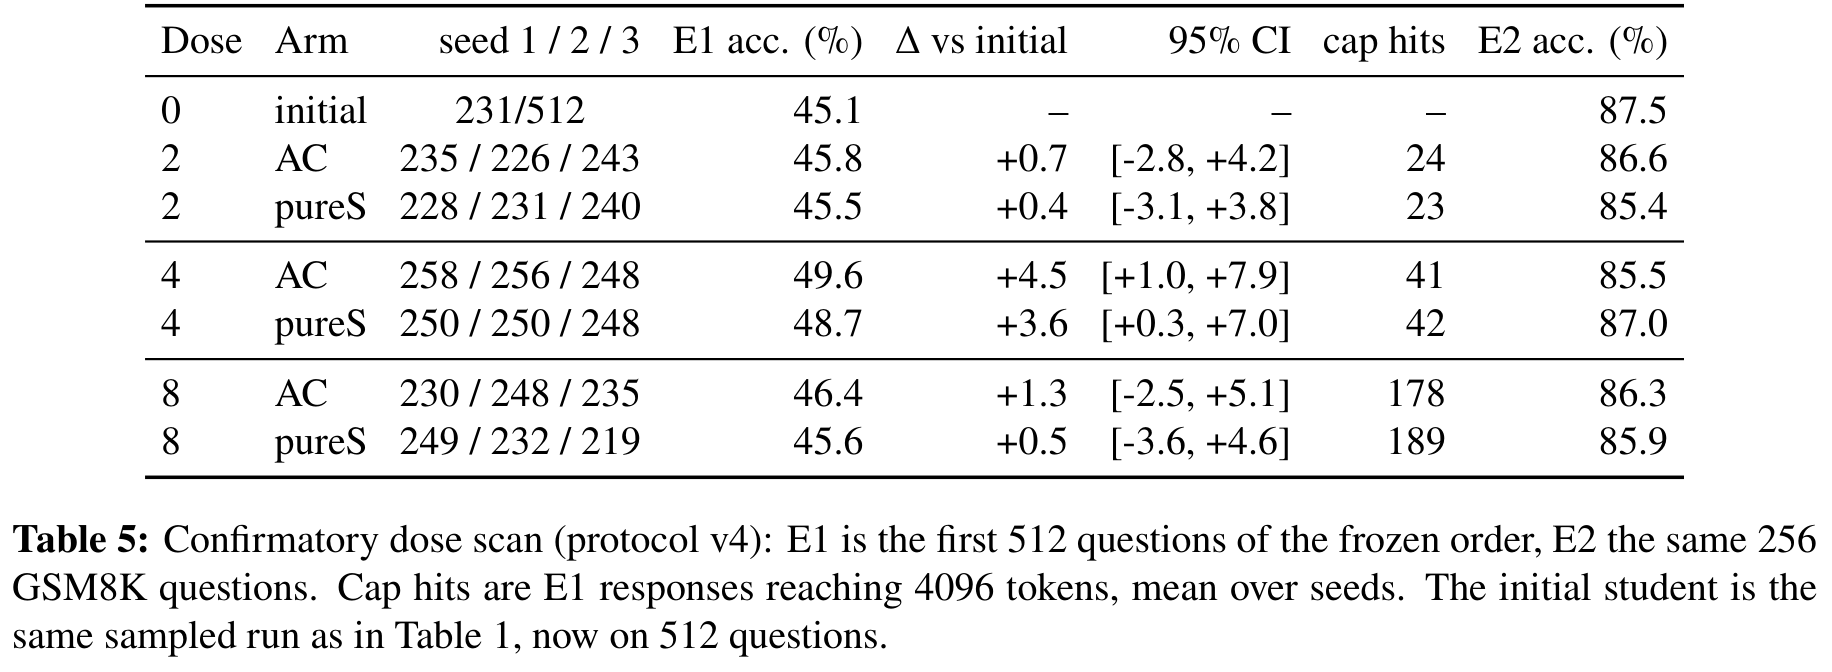 Dose Arm seed 1 / 2 / 3 E1 acc. (%) Δ vs initial 95% CI cap hits E2 acc. (%)
0 initial 231/512 45.1 – – – 87.5
2 AC 235 / 226 / 243 45.8 +0.7 [-2.8, +4.2] 24 86.6
2 pureS 228 / 231 / 240 45.5 +0.4 [-3.1, +3.8] 23 85.4
4 AC 258 / 256 / 248 49.6 +4.5 [+1.0, +7.9] 41 85.5
4 pureS 250 / 250 / 248 48.7 +3.6 [+0.3, +7.0] 42 87.0
8 AC 230 / 248 / 235 46.4 +1.3 [-2.5, +5.1] 178 86.3
8 pureS 249 / 232 / 219 45.6 +0.5 [-3.6, +4.6] 189 85.9
Table 5: Confirmatory dose scan (protocol v4): E1 is the first 512 questions of the frozen order, E2 the same 256
GSM8K questions. Cap hits are E1 responses reaching 4096 tokens, mean over seeds. The initial student is the
same sampled run as in Table 1, now on 512 questions.